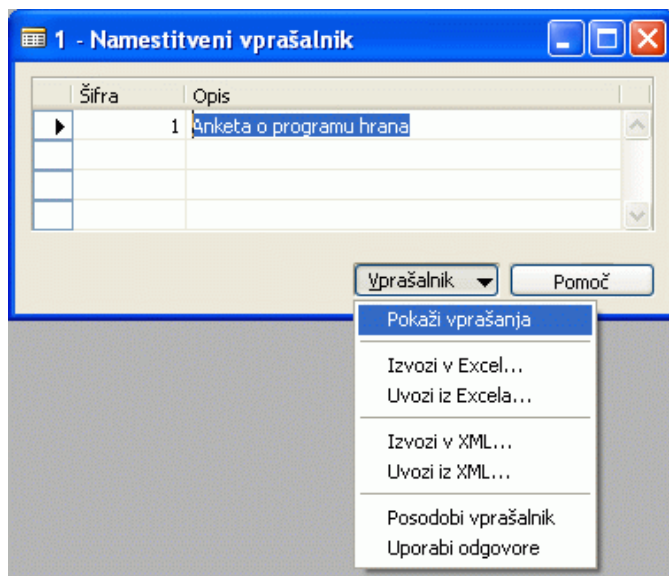 1 - Namestitveni vprašalnik
Šifra Opis
1 Anketa o programu hrana
Vprašalnik Pomoč
Pokaži vprašanja
Izvozi v Excel...
Uvozi iz Excela...
Izvozi v XML...
Uvozi iz XML...
Posodobi vprašalnik
Uporabi odgovore